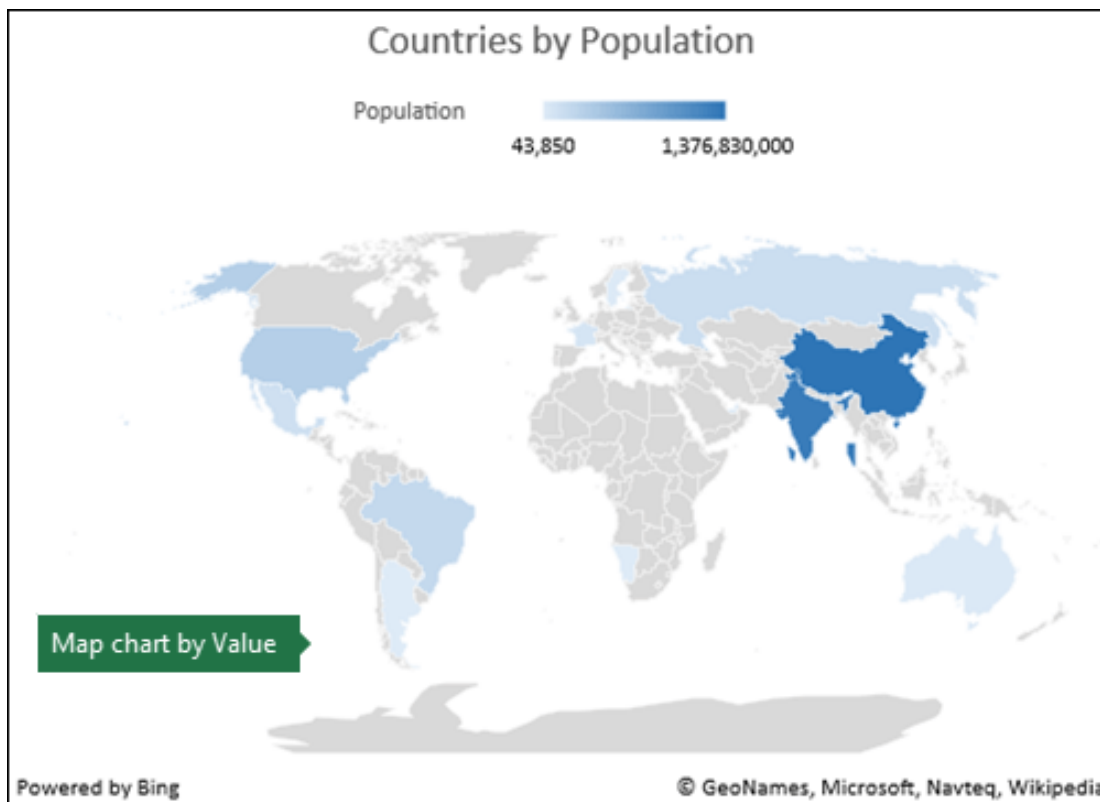 Countries by Population
Population
43,850 1,376,830,000
Map chart by Value
Powered by Bing © GeoNames, Microsoft, Navteq, Wikipedia